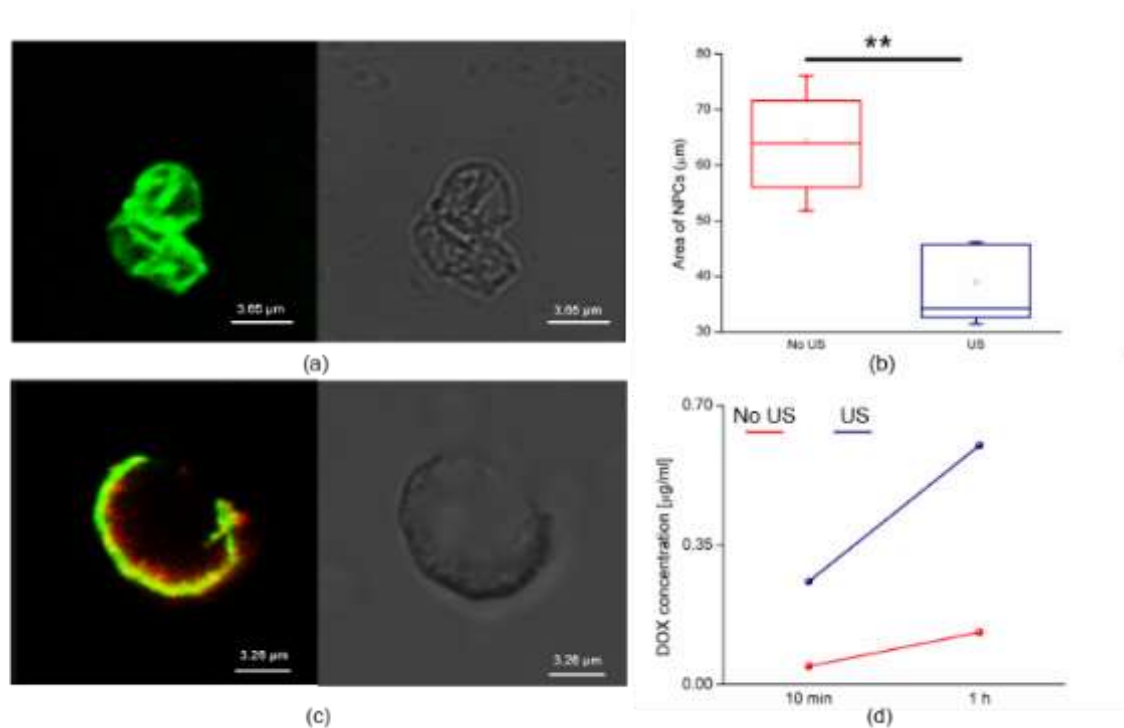 3.65 μm
3.65 μm
(a)
**
80
70
60
50
40
30
Area of NPCs (μm)
No US
US
(b)
3.26 μm
3.26 μm
(c)
No US
US
0.70
0.35
0.00
DOX concentration [μg/ml]
10 min
1 h
(d)